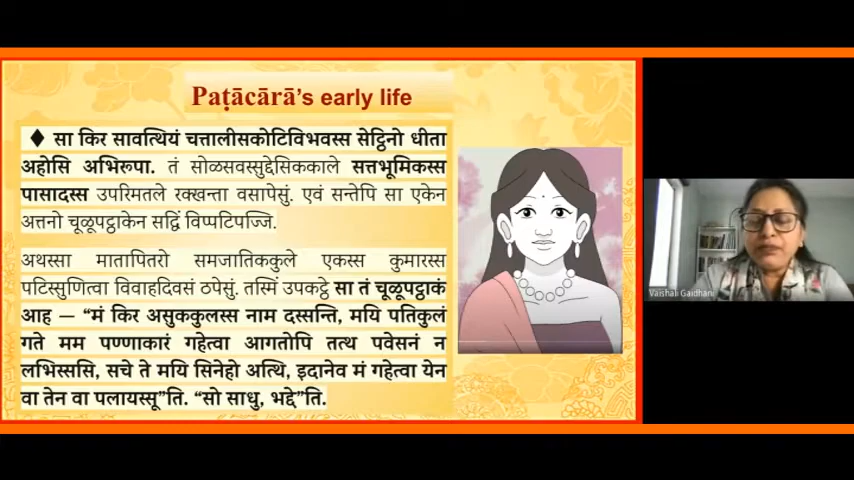 Paṭācārā's early life
◆ सा किर सावत्थियं चत्तालीसकोटिविभवस्स सेट्ठिनो धीता
अहोसि अभिरूपा. तं सोळसवस्सुद्देसिककाले सत्तभूमिकस्स
पासादस्स उपरिमतले रक्खन्ता वसापेसुं. एवं सन्तेपि सा एकेन
अत्तनो चूळूपट्ठाकेन सद्धिं विप्पटिपज्जि.
अथस्सा मातापितरो समजातिककुले एकस्स कुमारस्स
पटिस्सुणित्वा विवाहदिवसं ठपेसुं. तस्मिं उपकट्ठे सा तं चूळूपट्ठाकं
आह — “मं किर असुककुलस्स नाम दस्सन्ति, मयि पतिकुलं
गते मम पण्णाकारं गहेत्वा आगतोपि तत्थ पवेसनं न
लभिस्ससि, सचे ते मयि सिनेहो अत्थि, इदानेव मं गहेत्वा येन
वा तेन वा पलायस्सू”ति. “सो साधु, भद्दे”ति.
Vaishali Gaidhani